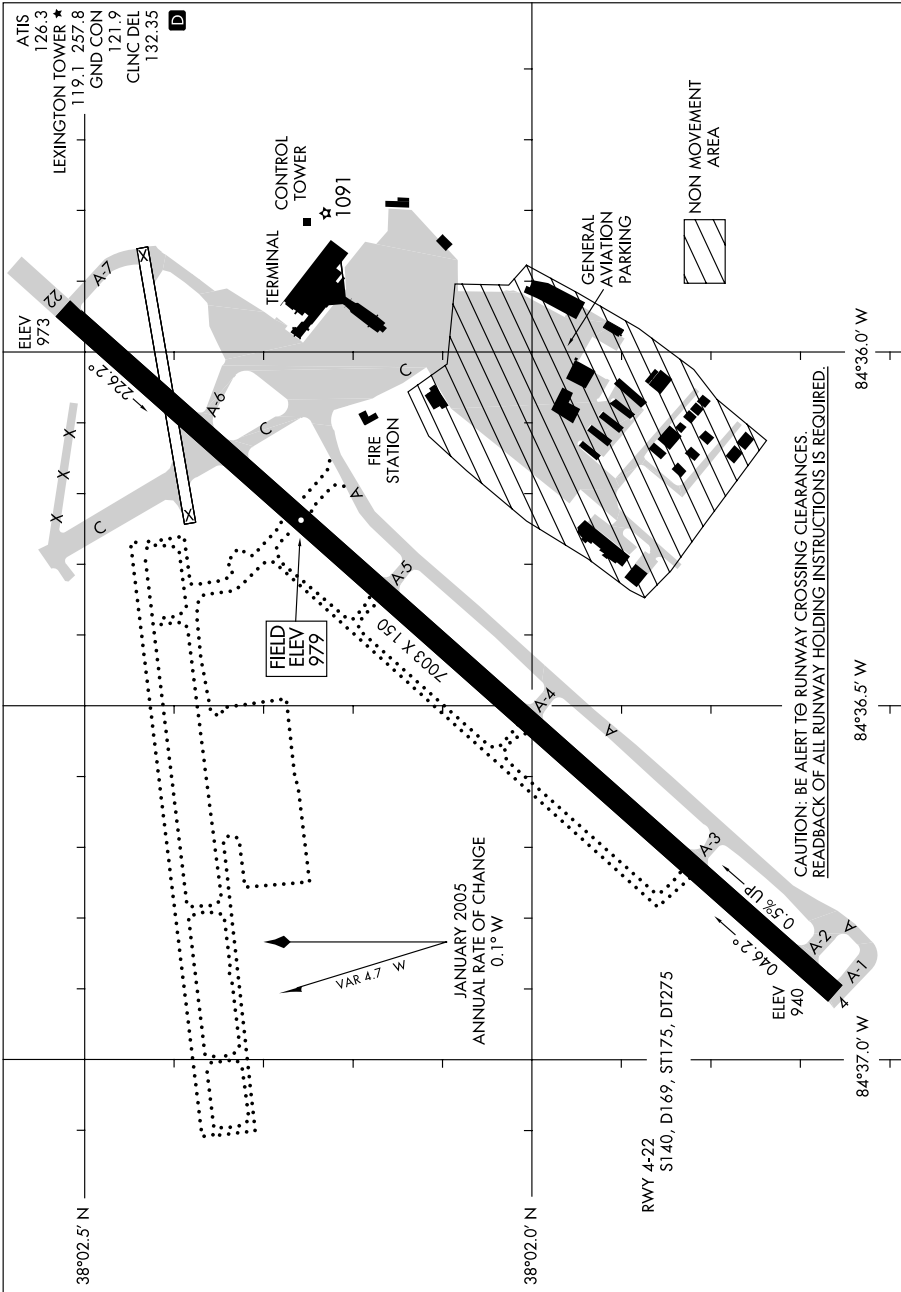 ATIS
126.3
LEXINGTON TOWER ★
119.1 257.8
GND CON
121.9
CLNC DEL
132.35
D
38°02.5' N
38°02.0' N
84°36.0' W
84°36.5' W
84°37.0' W
ELEV
973
22
226.2°
A-7
X
X
X
X
X
C
A-6
C
C
A
A-5
A-4
A
A-3
A-2
A
A-1
4
TERMINAL
CONTROL
TOWER
1091
FIRE
STATION
GENERAL
AVIATION
PARKING
NON MOVEMENT
AREA
FIELD
ELEV
979
7003 X 150
0.5% UP
046.2°
ELEV
940
VAR 4.7 W
JANUARY 2005
ANNUAL RATE OF CHANGE
0.1° W
RWY 4-22
S140, D169, ST175, DT275
CAUTION: BE ALERT TO RUNWAY CROSSING CLEARANCES.
READBACK OF ALL RUNWAY HOLDING INSTRUCTIONS IS REQUIRED.